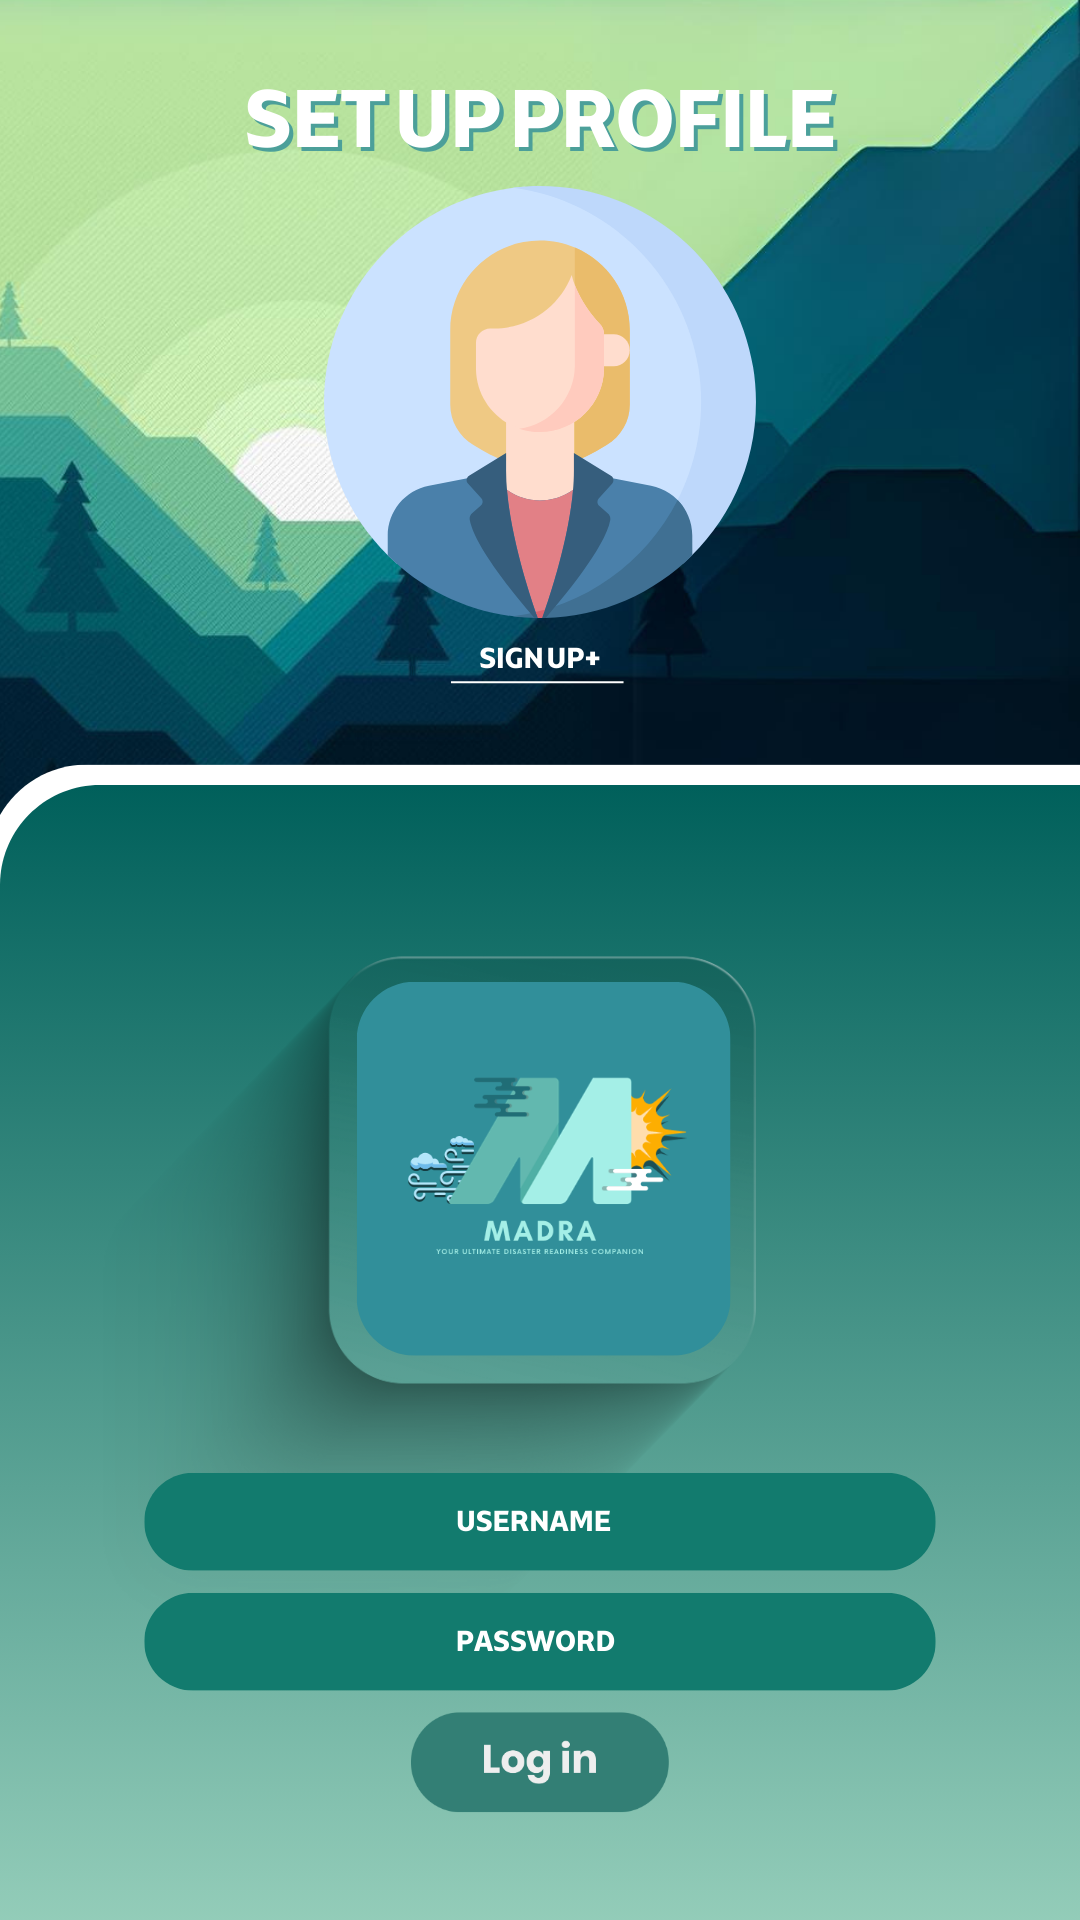 SET UP PROFILE
SIGN UP+
MADRA
YOUR ULTIMATE DISASTER READINESS COMPANION
USERNAME
PASSWORD
Log in